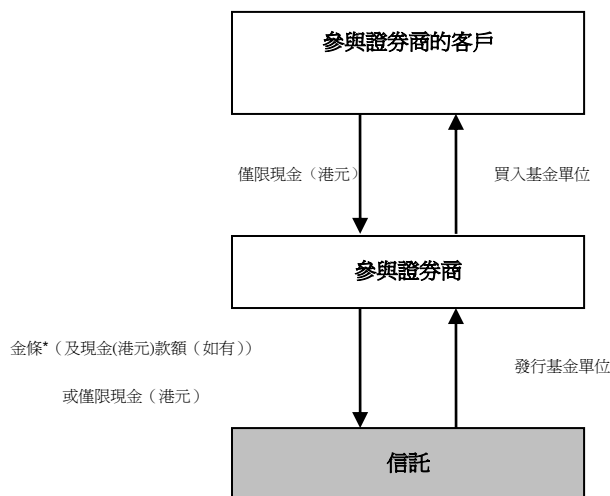 參與證券商的客戶
僅限現金（港元）
買入基金單位
參與證券商
金條*（及現金(港元)款額（如有））
或僅限現金（港元）
發行基金單位
信託